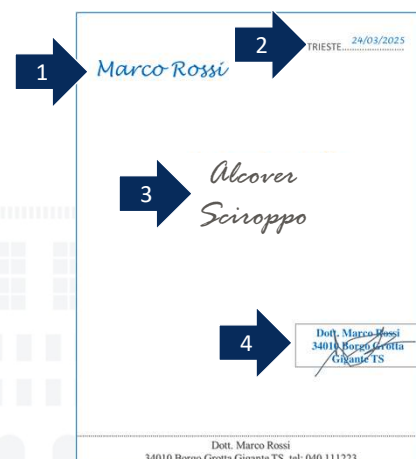 1
Marco Rossi
2
TRIESTE 24/03/2025
3
Alcover
Sciroppo
4
Dott. Marco Rossi
34010 Borgo Grotta
Gigante TS
Dott. Marco Rossi
34010 Borgo Grotta Gigante TS tel: 040 111223